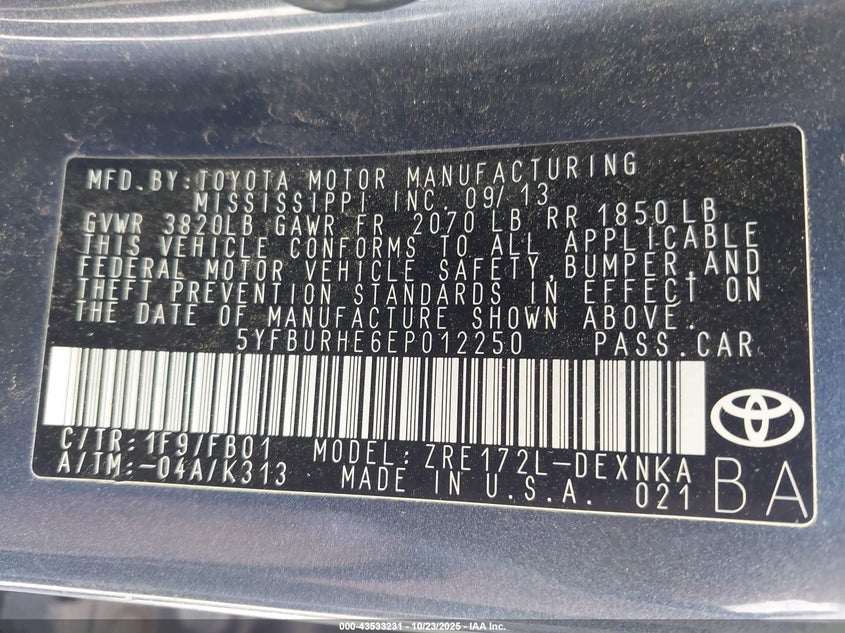 MFD.BY:TOYOTA MOTOR MANUFACTURING
MISSISSIPPI INC. 09/13
GVWR 3820LB GAWR FR 2070 LB RR 1850 LB
THIS VEHICLE CONFORMS TO ALL APPLICABLE
FEDERAL MOTOR VEHICLE SAFETY,BUMPER,AND
THEFT PREVENTION STANDARDS IN EFFECT ON
THE DATE OF MANUFACTURE SHOWN ABOVE.
5YFBURHE6EP012250 PASS.CAR
C/TR:1F9/FB01 MODEL:ZRE172L-DEXNKA
A/TM:-04A/K313 MADE IN U.S.A. 021
BA
000-43533231 - 10/23/2025 - IAA Inc.